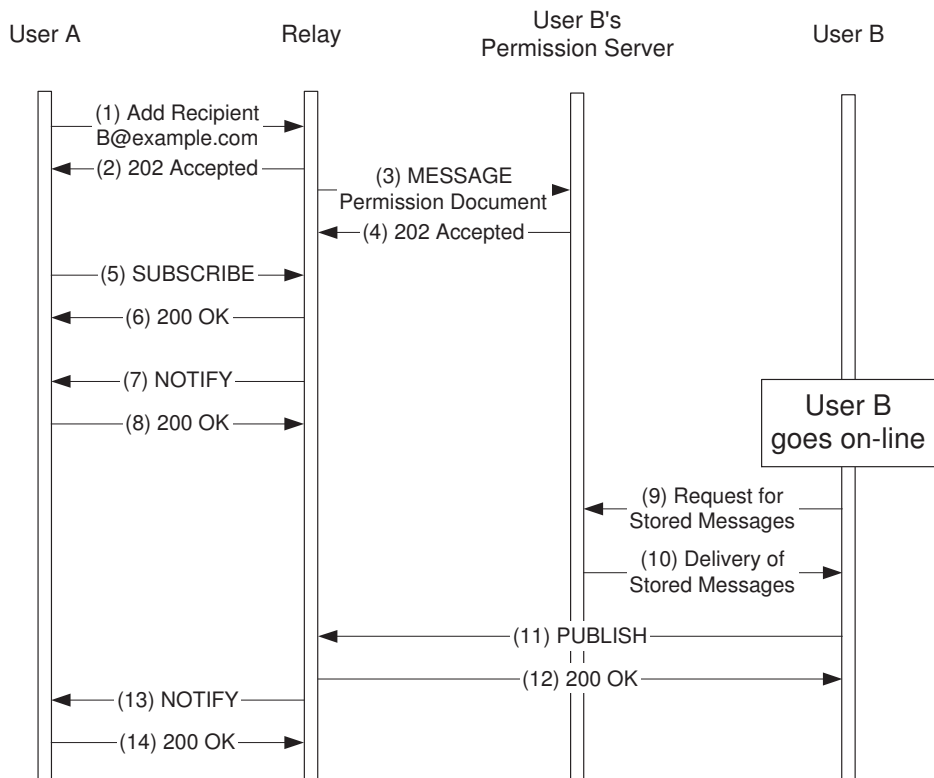 User A
Relay
User B's
Permission Server
User B
(1) Add Recipient
B@example.com
(2) 202 Accepted
(3) MESSAGE
Permission Document
(4) 202 Accepted
(5) SUBSCRIBE
(6) 200 OK
(7) NOTIFY
(8) 200 OK
User B
goes on-line
(9) Request for
Stored Messages
(10) Delivery of
Stored Messages
(11) PUBLISH
(12) 200 OK
(13) NOTIFY
(14) 200 OK